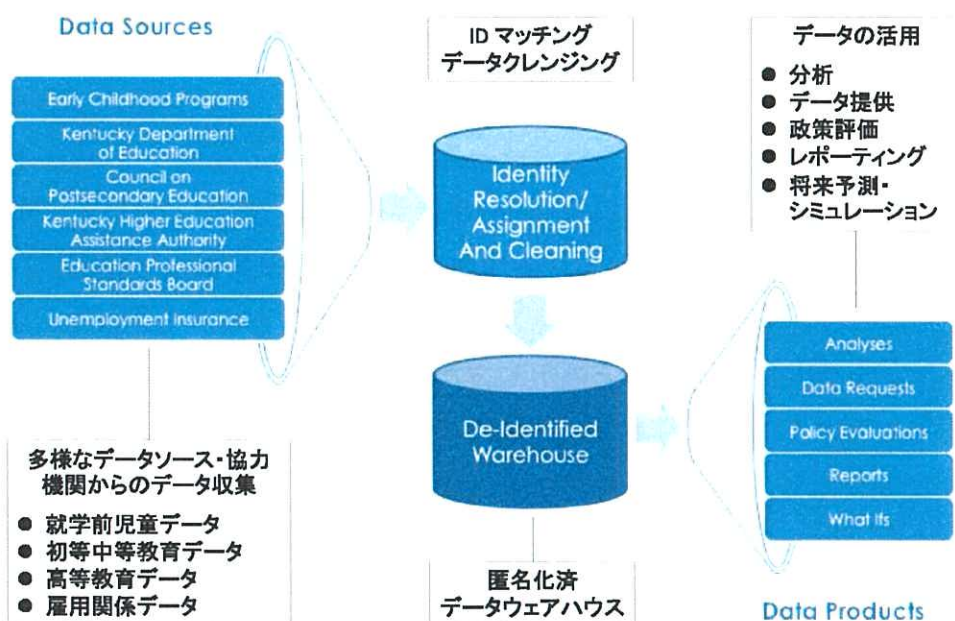 Data Sources
Early Childhood Programs
Kentucky Department
of Education
Council on
Postsecondary Education
Kentucky Higher Education
Assistance Authority
Education Professional
Standards Board
Unemployment Insurance
多様なデータソース・協力
機関からのデータ収集
● 就学前児童データ
● 初等中等教育データ
● 高等教育データ
● 雇用関係データ
ID マッチング
データクレンジング
Identity
Resolution/
Assignment
And Cleaning
De-Identified
Warehouse
匿名化済
データウェアハウス
データの活用
● 分析
● データ提供
● 政策評価
● レポーティング
● 将来予測・
シミュレーション
Analyses
Data Requests
Policy Evaluations
Reports
What Ifs
Data Products